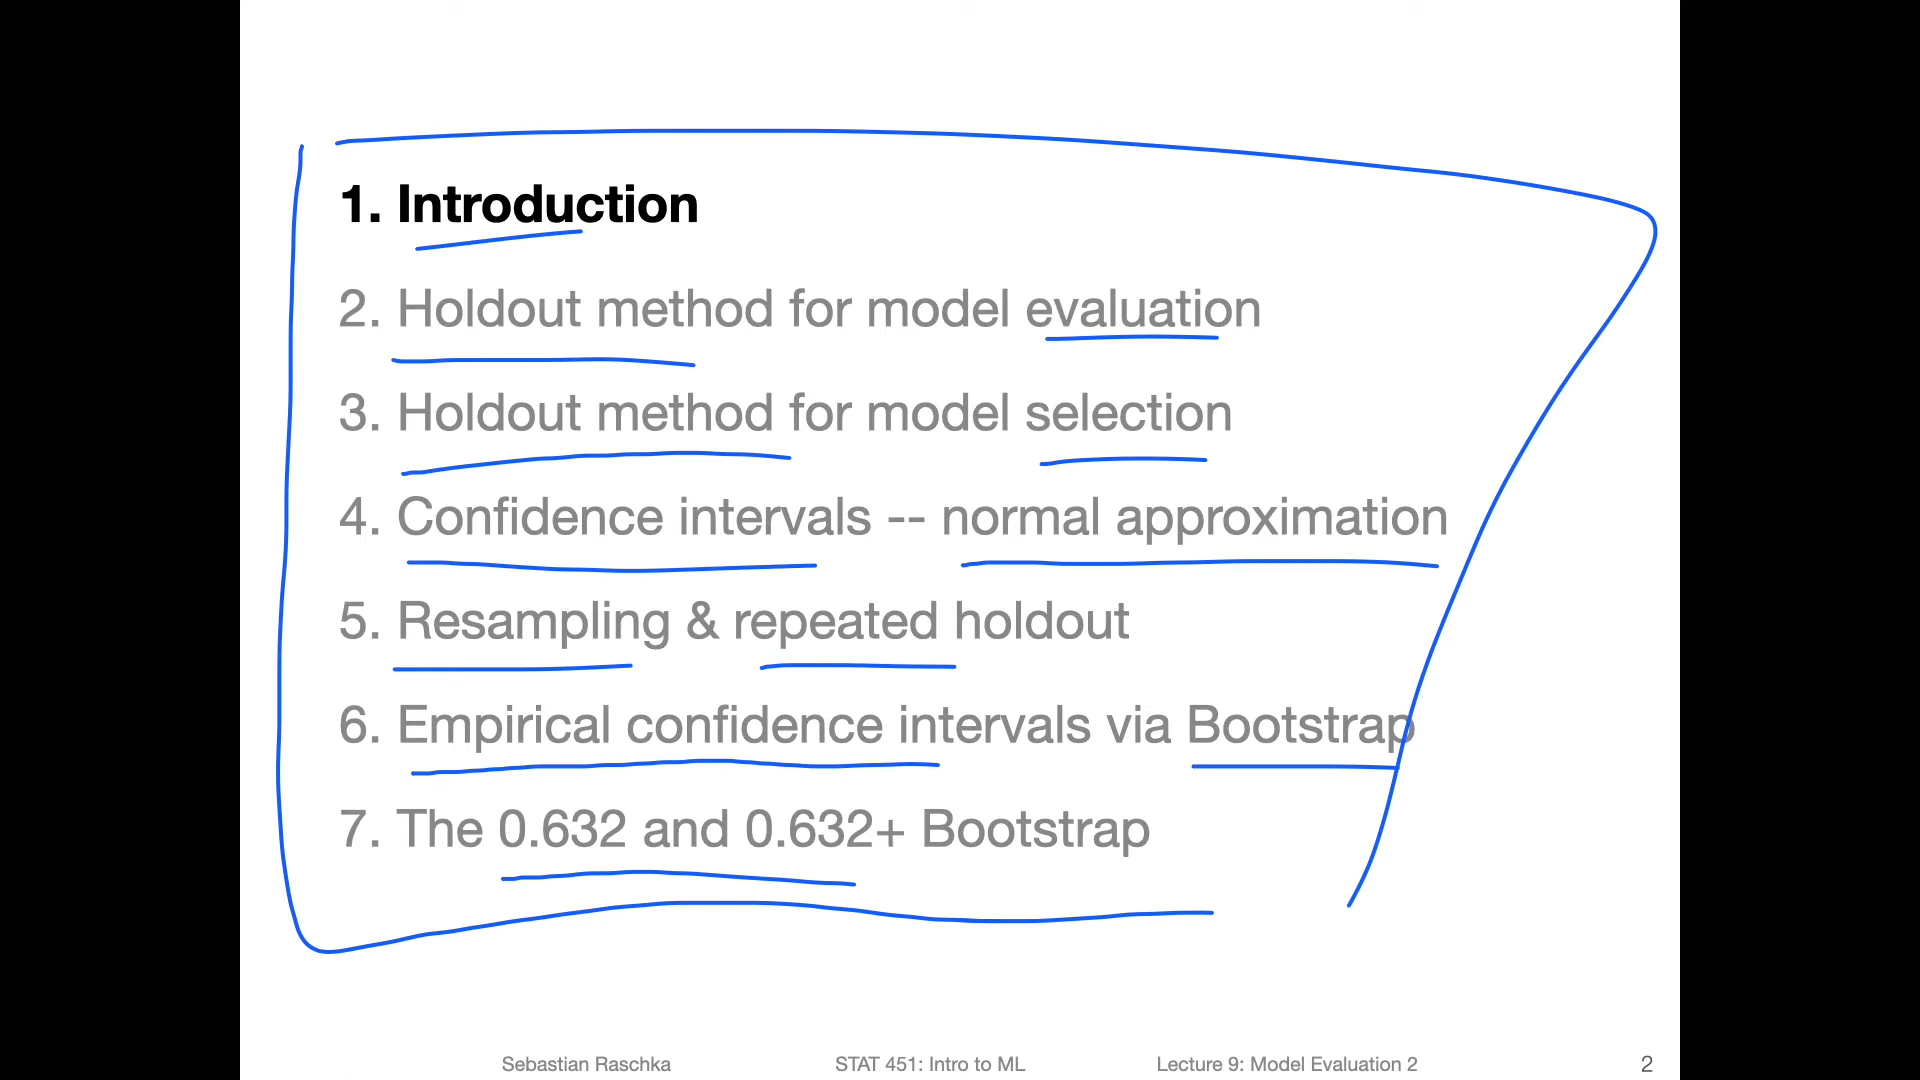 1. Introduction
2. Holdout method for model evaluation
3. Holdout method for model selection
4. Confidence intervals -- normal approximation
5. Resampling & repeated holdout
6. Empirical confidence intervals via Bootstrap
7. The 0.632 and 0.632+ Bootstrap
Sebastian Raschka STAT 451: Intro to ML Lecture 9: Model Evaluation 2 2